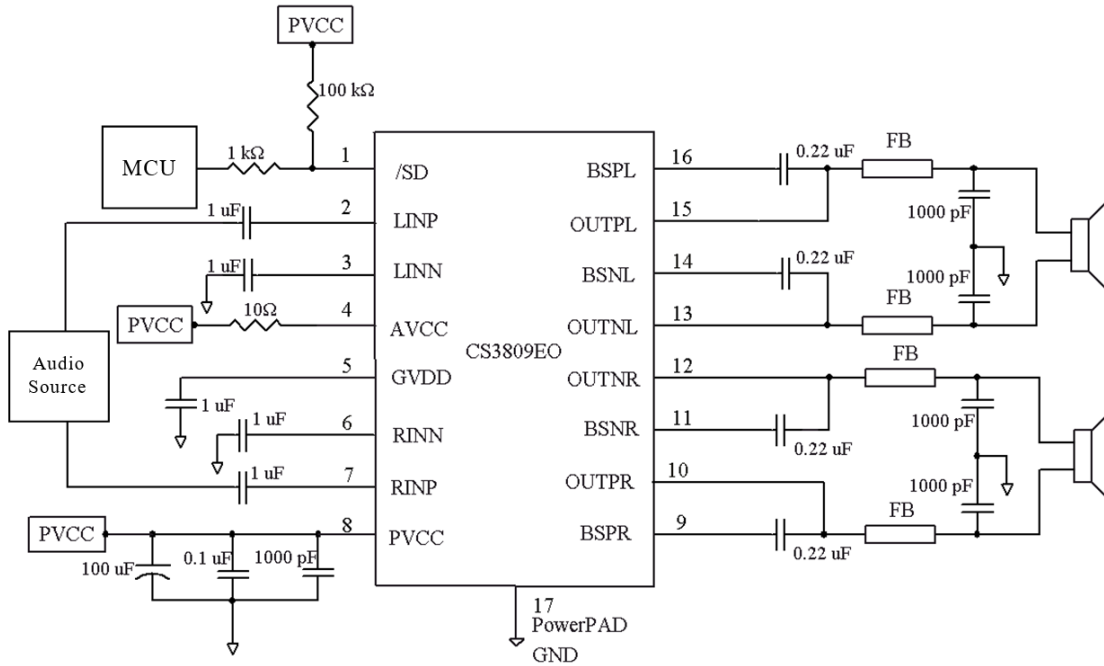 PVCC
100 kΩ
MCU
1 kΩ
1
/SD
1 uF
2
LINP
1 uF
3
LINN
PVCC
10Ω
4
AVCC
Audio
Source
5
GVDD
1 uF
1 uF
6
RINN
1 uF
7
RINP
PVCC
8
PVCC
100 uF
0.1 uF
1000 pF
CS3809EO
17
PowerPAD
GND
BSPL
16
0.22 uF
FB
OUTPL
15
1000 pF
BSNL
14
0.22 uF
1000 pF
OUTNL
13
FB
OUTNR
12
FB
BSNR
11
0.22 uF
1000 pF
OUTPR
10
1000 pF
BSPR
9
0.22 uF
FB